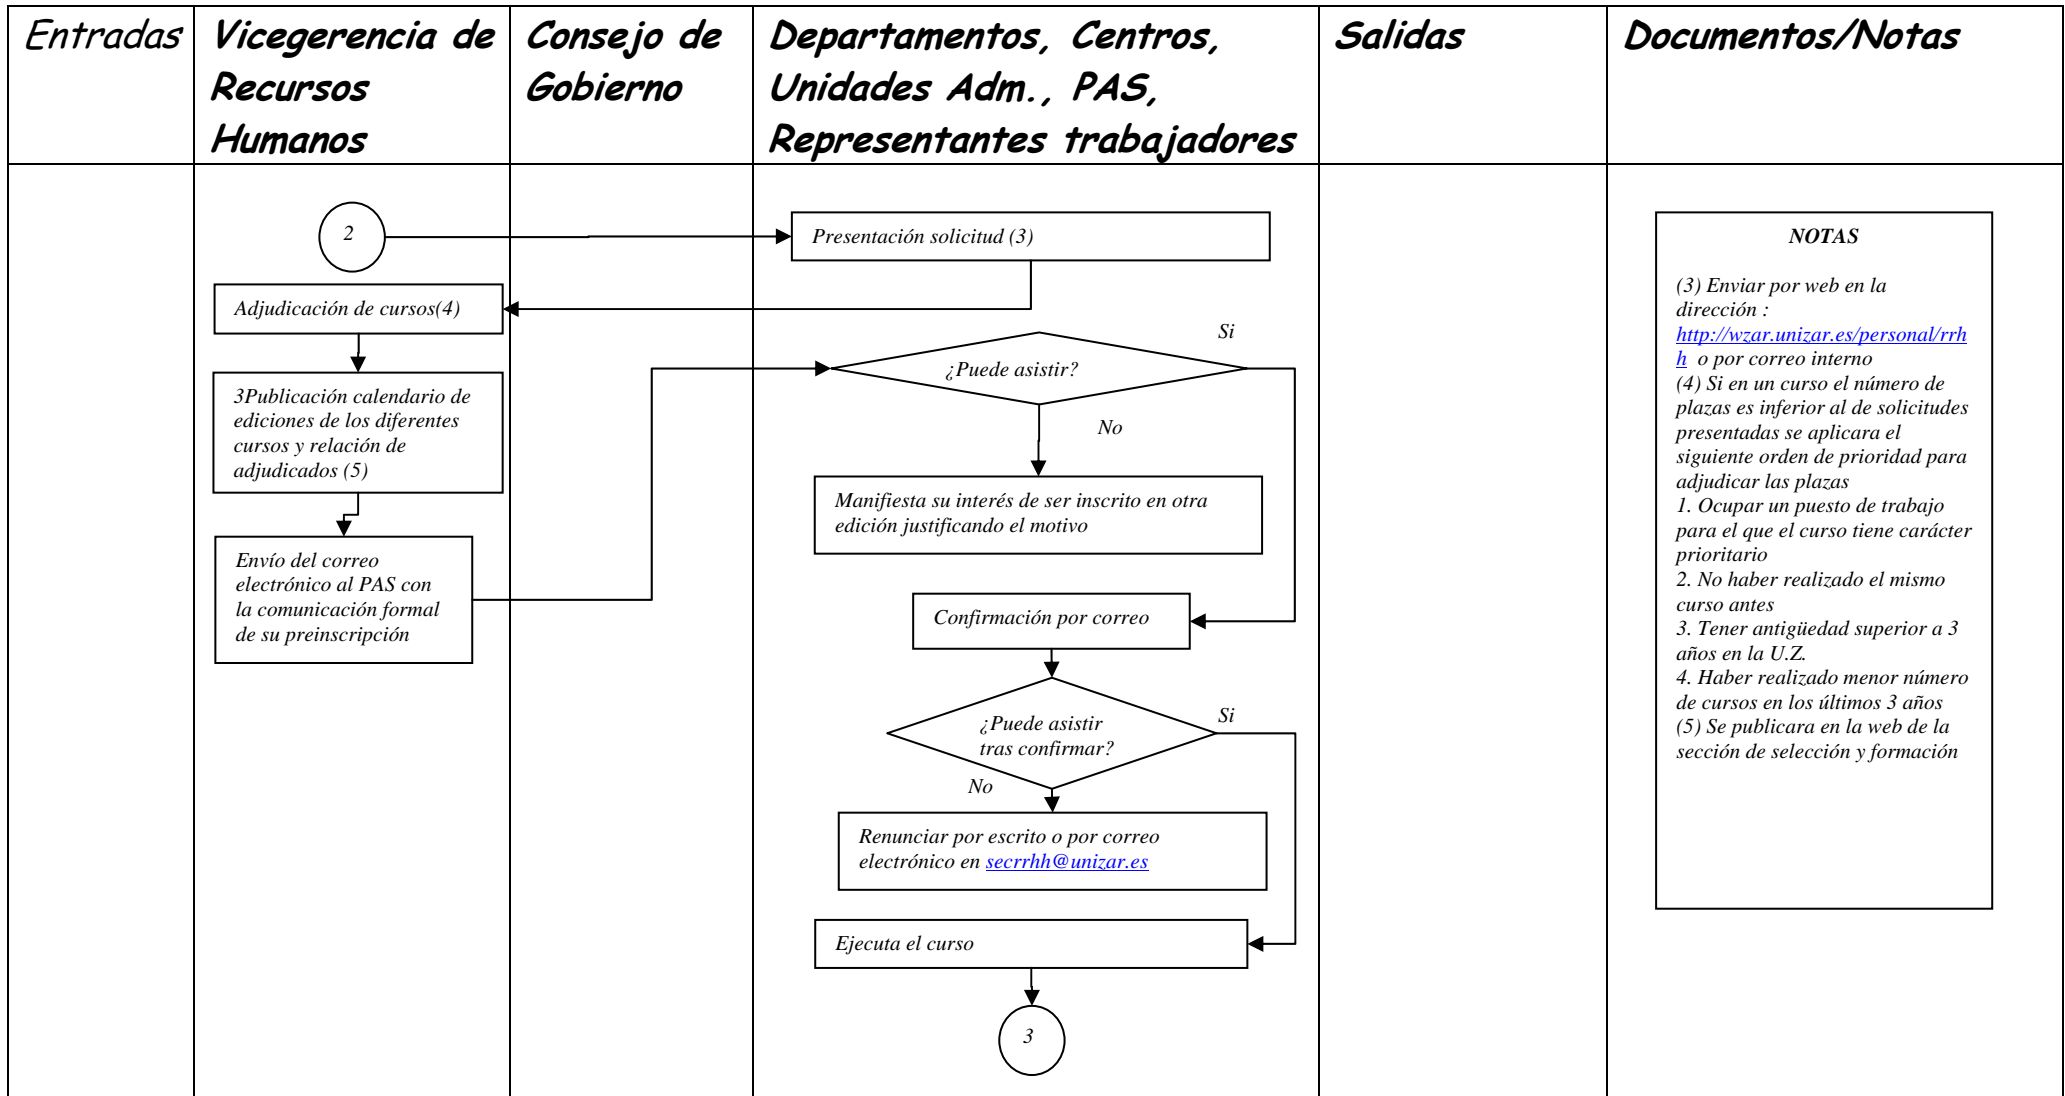 Entradas
Vicegerencia de
Recursos
Humanos
Consejo de
Gobierno
Departamentos, Centros,
Unidades Adm., PAS,
Representantes trabajadores
Salidas
Documentos/Notas
2
Presentación solicitud (3)
Adjudicación de cursos(4)
3Publicación calendario de
ediciones de los diferentes
cursos y relación de
adjudicados (5)
Envío del correo
electrónico al PAS con
la comunicación formal
de su preinscripción
¿Puede asistir?
Si
No
Manifiesta su interés de ser inscrito en otra
edición justificando el motivo
Confirmación por correo
¿Puede asistir
tras confirmar?
Si
No
Renunciar por escrito o por correo
electrónico en secrrhh@unizar.es
Ejecuta el curso
3
NOTAS
(3) Enviar por web en la
dirección :
http://wzar.unizar.es/personal/rrh
h o por correo interno
(4) Si en un curso el número de
plazas es inferior al de solicitudes
presentadas se aplicara el
siguiente orden de prioridad para
adjudicar las plazas
1. Ocupar un puesto de trabajo
para el que el curso tiene carácter
prioritario
2. No haber realizado el mismo
curso antes
3. Tener antigüedad superior a 3
años en la U.Z.
4. Haber realizado menor número
de cursos en los últimos 3 años
(5) Se publicara en la web de la
sección de selección y formación